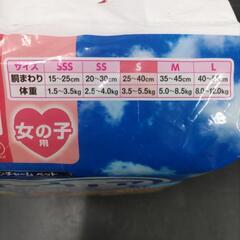 サイズ SSS SS S M L
胴まわり 15~25cm 20~30cm 25~40cm 35~45cm
体重 1.5~3.5kg 2.5~4.0kg 3.5~5.5kg 5.0~8.5kg 8.0~12.0kg
女の子
用